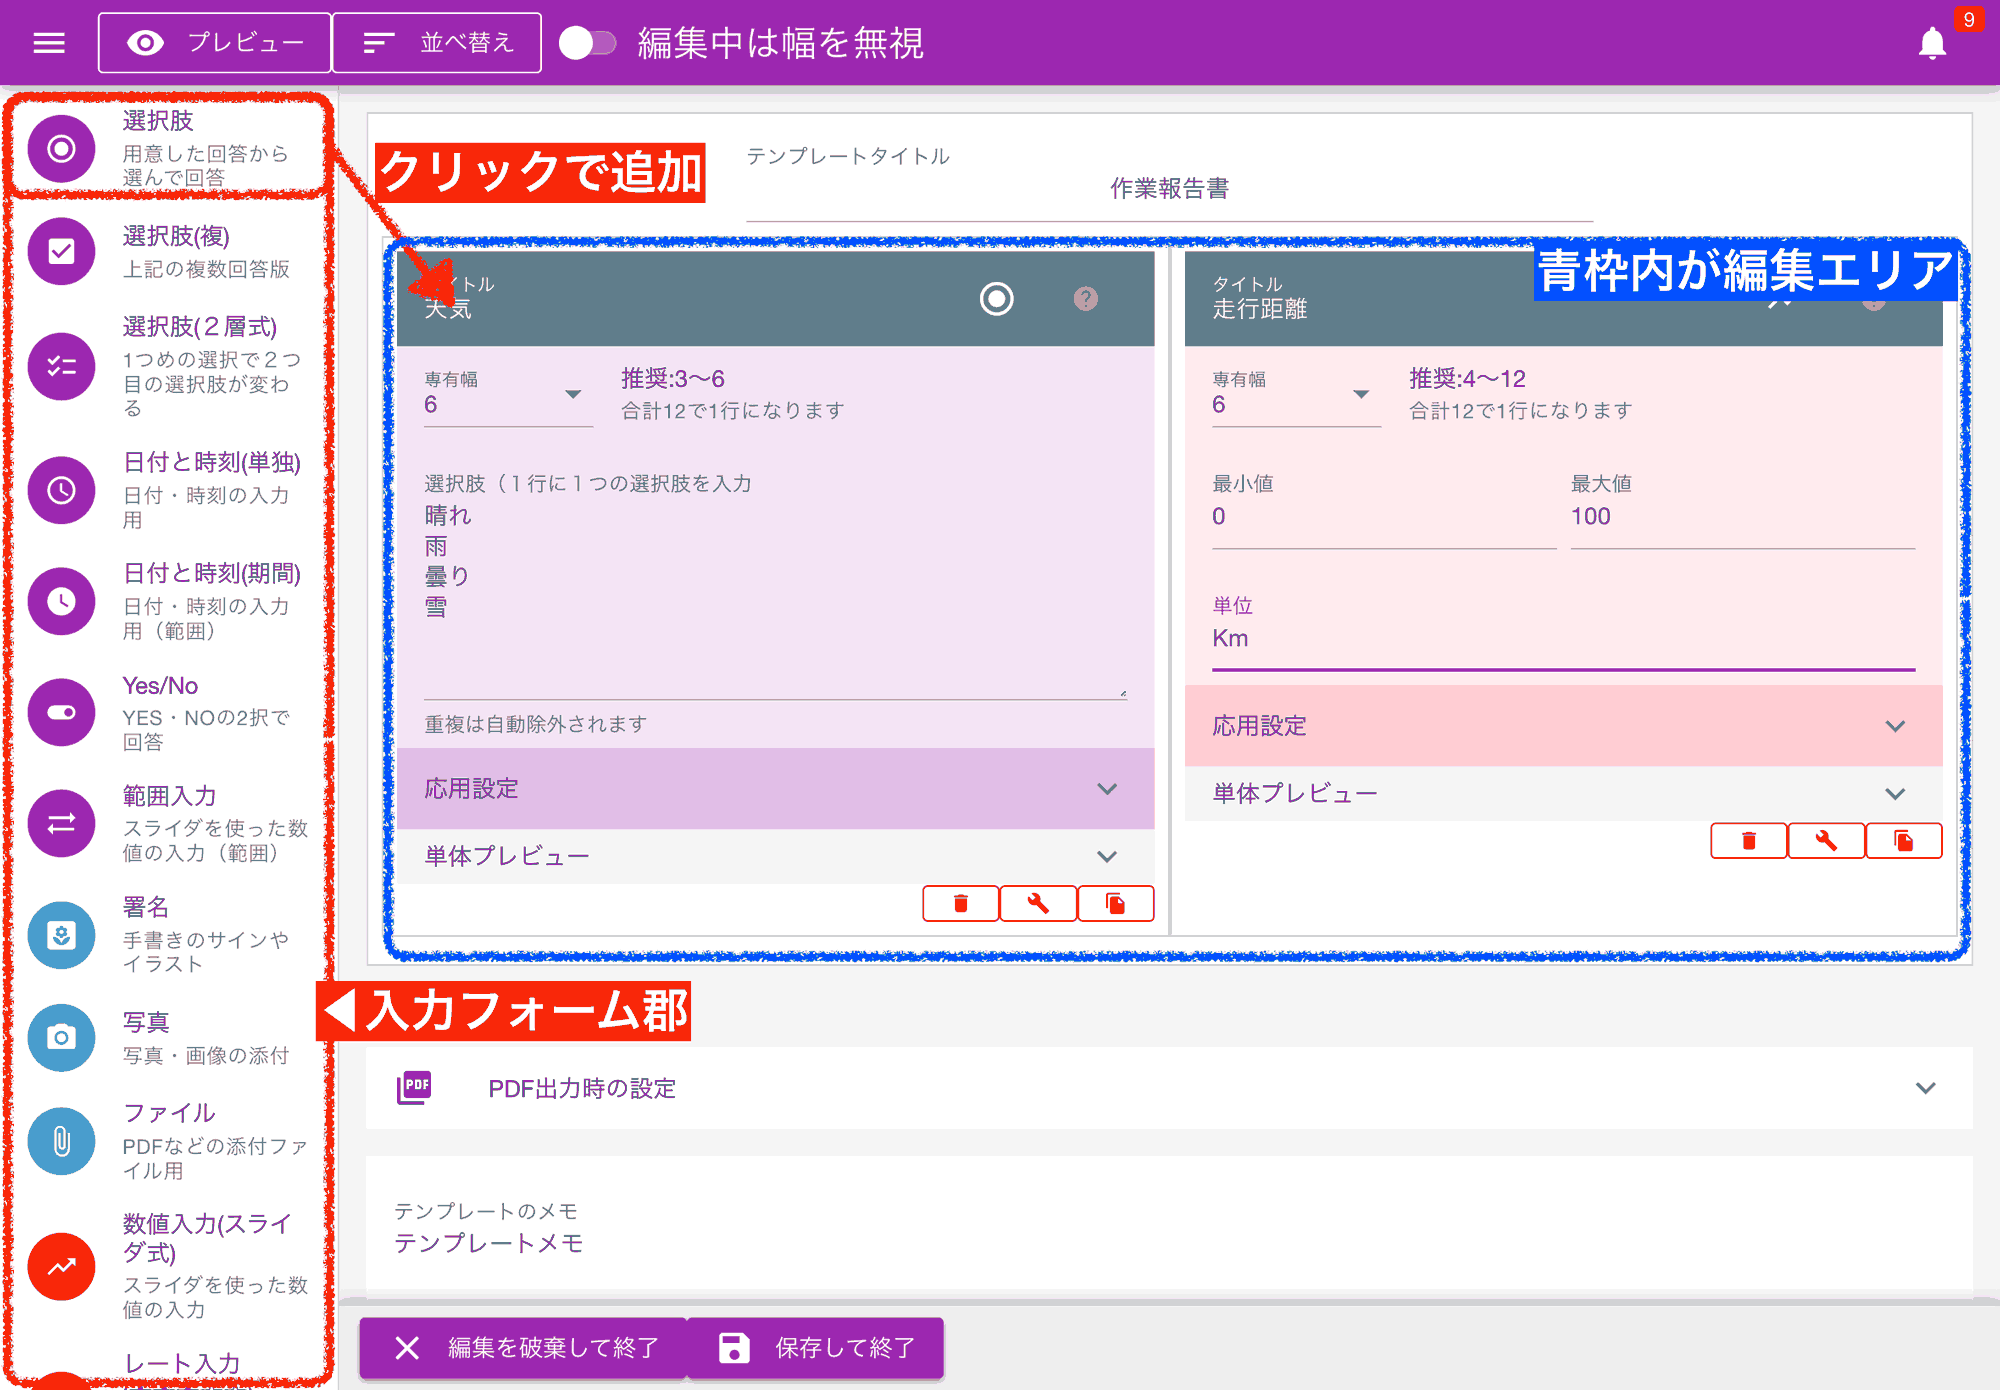 プレビュー
並べ替え
編集中は幅を無視
9
選択肢
用意した回答から
選んで回答
選択肢(複)
上記の複数回答版
選択肢(２層式)
1つめの選択で２つ
目の選択肢が変わ
る
日付と時刻(単独)
日付・時刻の入力
用
日付と時刻(期間)
日付・時刻の入力
用（範囲）
Yes/No
YES・NOの2択で
回答
範囲入力
スライダを使った数
値の入力（範囲）
署名
手書きのサインや
イラスト
写真
写真・画像の添付
ファイル
PDFなどの添付ファ
イル用
数値入力(スライ
ダ式)
スライダを使った数
値の入力
レート入力
クリックで追加
◀入力フォーム郡
テンプレートタイトル
作業報告書
青枠内が編集エリア
イトル
天気
専有幅
6
推奨:3〜6
合計12で1行になります
選択肢（１行に１つの選択肢を入力
晴れ
雨
曇り
雪
重複は自動除外されます
応用設定
単体プレビュー
タイトル
走行距離
専有幅
6
推奨:4〜12
合計12で1行になります
最小値
0
最大値
100
単位
Km
応用設定
単体プレビュー
PDF
PDF出力時の設定
テンプレートのメモ
テンプレートメモ
編集を破棄して終了
保存して終了